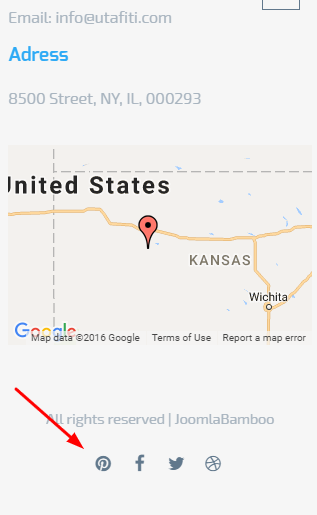 Email: info@utafiti.com
Adress
8500 Street, NY, IL, 000293
United States
KANSAS
Wichita
Google
Map data ©2016 Google Terms of Use Report a map error
All rights reserved | JoomlaBamboo